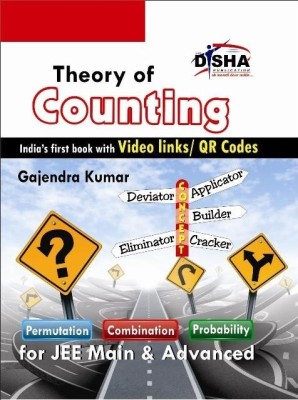 DISHA
PUBLICATION
Theory of
Counting
India's first book with Video links/ QR Codes
Gajendra Kumar
Deviator
Applicator
CONCEPT
Builder
Eliminator
Cracker
Permutation
Combination
Probability
for JEE Main & Advanced